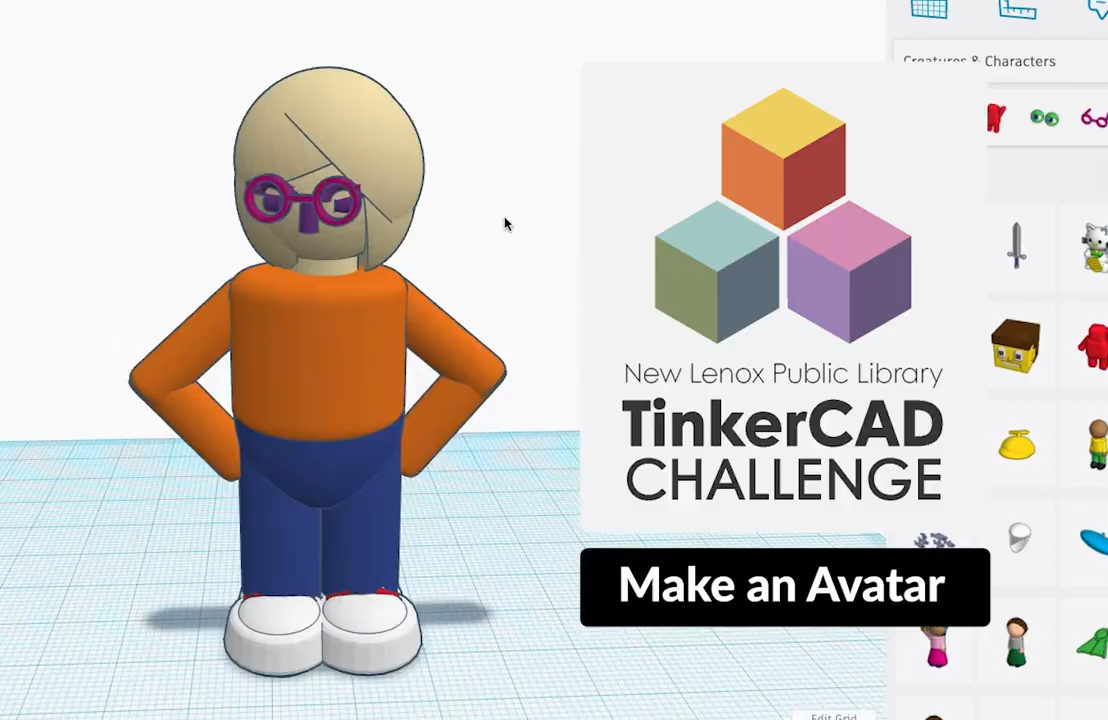 Creatures & Characters
New Lenox Public Library
TinkerCAD
CHALLENGE
Make an Avatar
Edit Grid